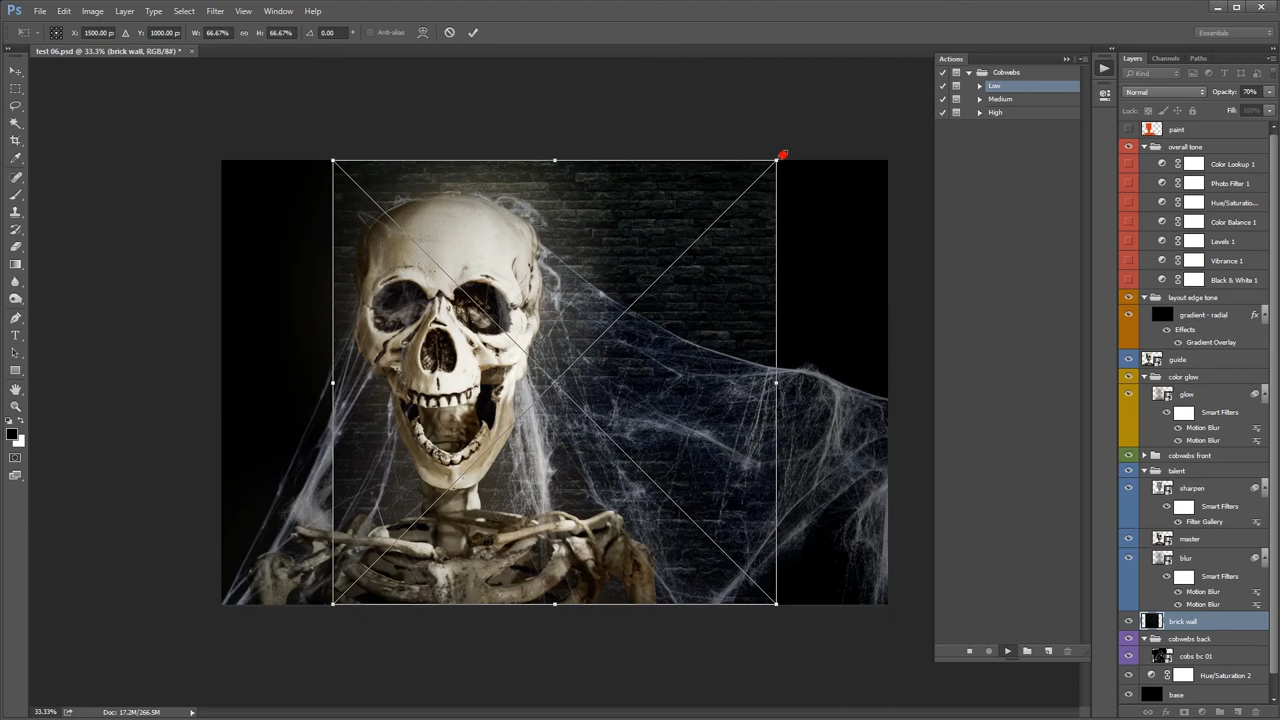 Ps File Edit Image Layer Type Select Filter View Window Help
X: 1500.00 px Y: 1000.00 px W: 66.67% H: 66.67% 0.00 ° Anti-alias Essentials
test 06.psd @ 33.3% (brick wall, RGB/8#) * ×
Actions
Cobwebs
Low
Medium
High
Layers Channels Paths
Kind
Normal Opacity: 70%
Lock: Fill: 100%
paint
overall tone
Color Lookup 1
Photo Filter 1
Hue/Saturatio...
Color Balance 1
Levels 1
Vibrance 1
Black & White 1
layout edge tone
gradient - radial fx
Effects
Gradient Overlay
guide
color glow
glow
Smart Filters
Motion Blur
Motion Blur
cobwebs front
talent
sharpen
Smart Filters
Filter Gallery
master
blur
Smart Filters
Motion Blur
Motion Blur
brick wall
cobwebs back
cobs bc 01
Hue/Saturation 2
base
33.33% Doc: 17.2M/266.5M